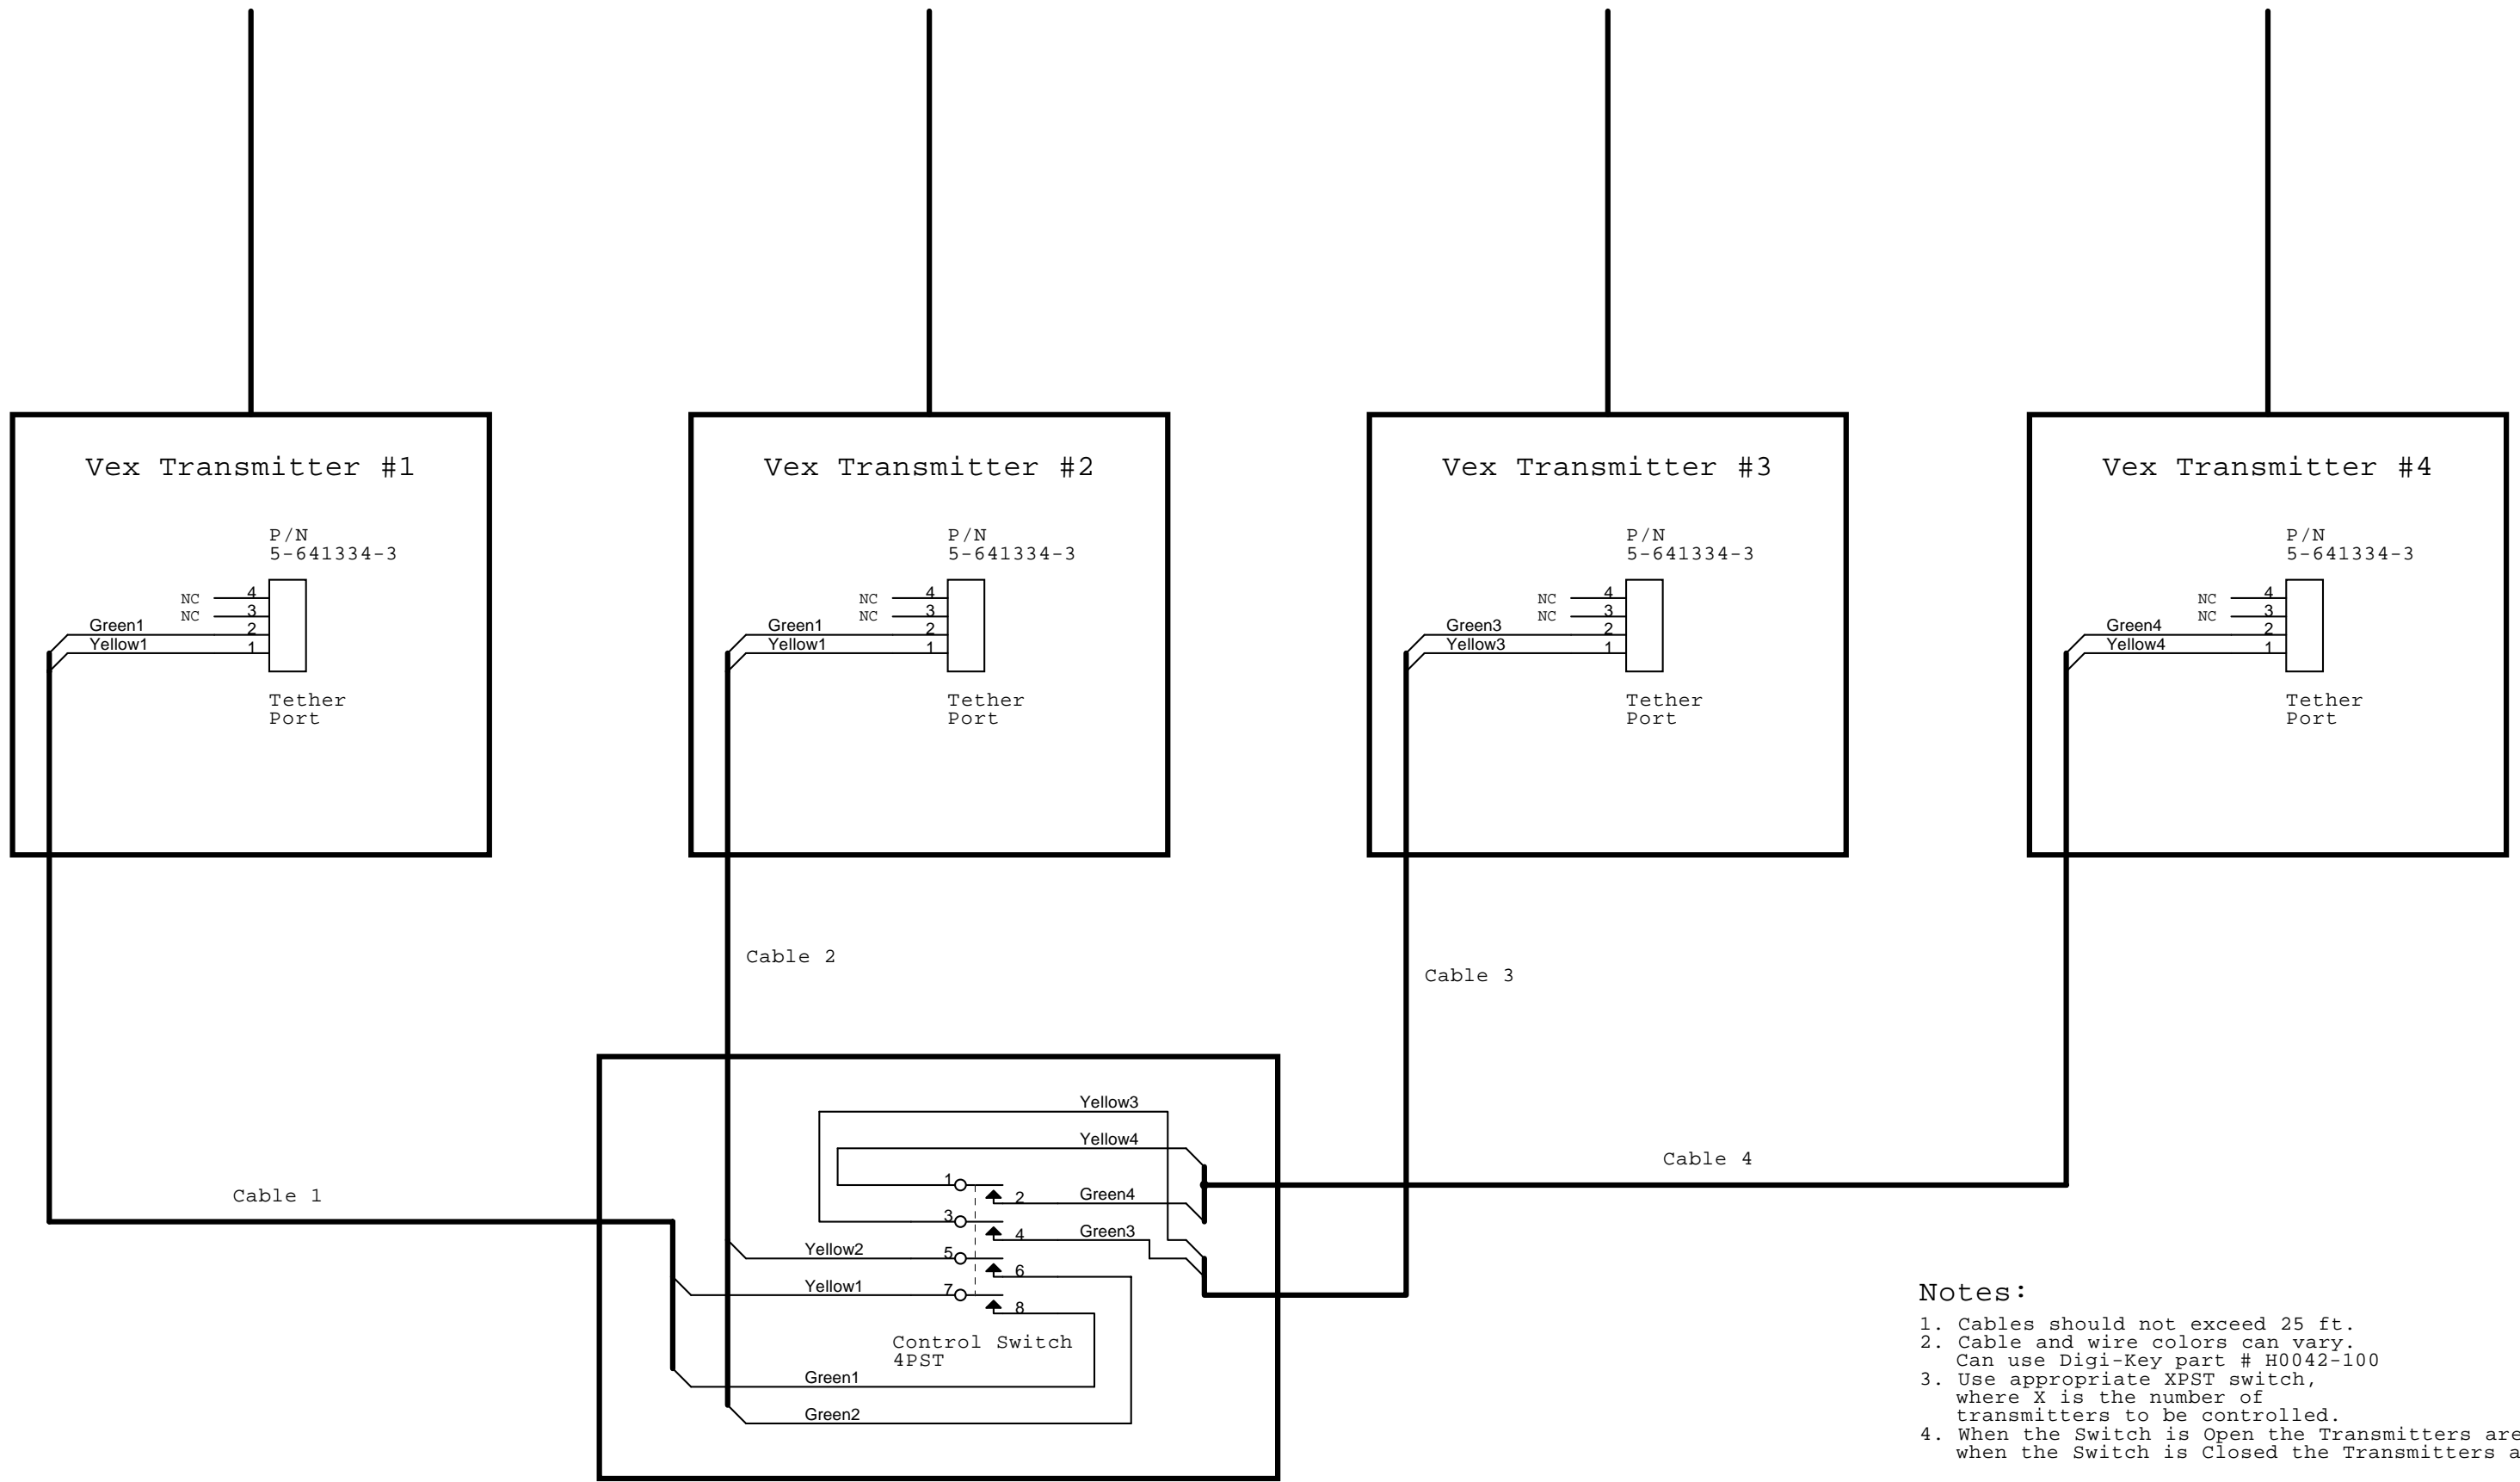 Vex Transmitter #1
P/N
5-641334-3
NC
4
NC
3
Green1
2
Yellow1
1
Tether
Port
Vex Transmitter #2
P/N
5-641334-3
NC
4
NC
3
Green1
2
Yellow1
1
Tether
Port
Vex Transmitter #3
P/N
5-641334-3
NC
4
NC
3
Green3
2
Yellow3
1
Tether
Port
Vex Transmitter #4
P/N
5-641334-3
NC
4
NC
3
Green4
2
Yellow4
1
Tether
Port
Cable 2
Cable 3
Cable 1
Cable 4
Yellow3
Yellow4
1
2
Green4
3
4
Green3
Yellow2
5
6
Yellow1
7
8
Control Switch
4PST
Green1
Green2
Notes:
1. Cables should not exceed 25 ft.
2. Cable and wire colors can vary.
Can use Digi-Key part # H0042-100
3. Use appropriate XPST switch,
where X is the number of
transmitters to be controlled.
4. When the Switch is Open the Transmitters are
when the Switch is Closed the Transmitters a